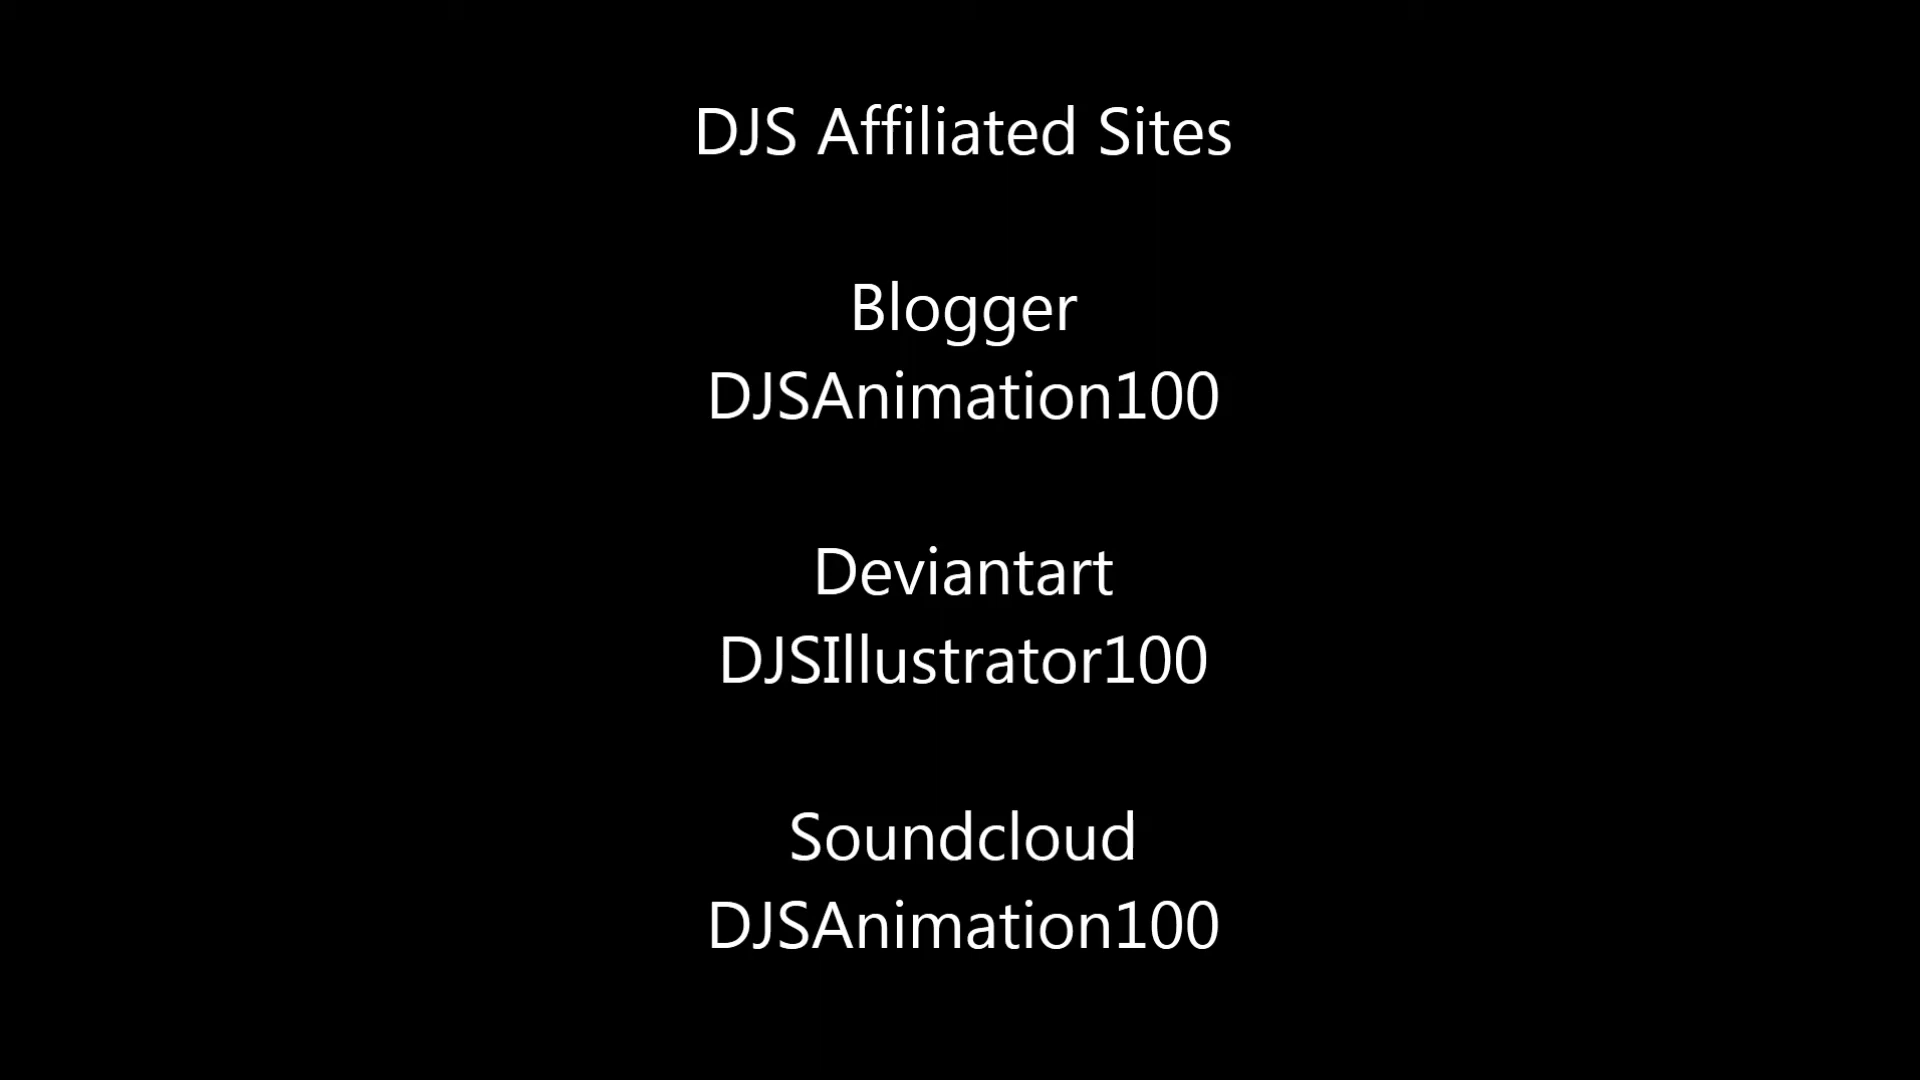 DJS Affiliated Sites
Blogger
DJSAnimation100
Deviantart
DJSIllustrator100
Soundcloud
DJSAnimation100